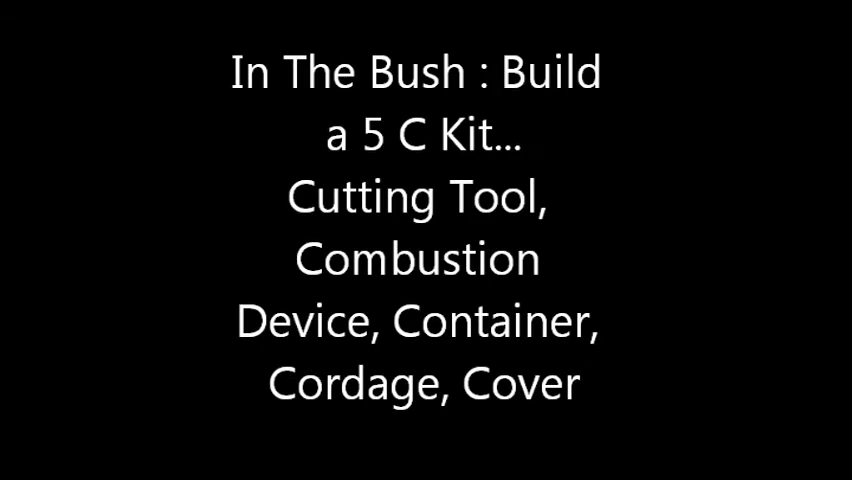 In The Bush : Build
a 5 C Kit...
Cutting Tool,
Combustion
Device, Container,
Cordage, Cover